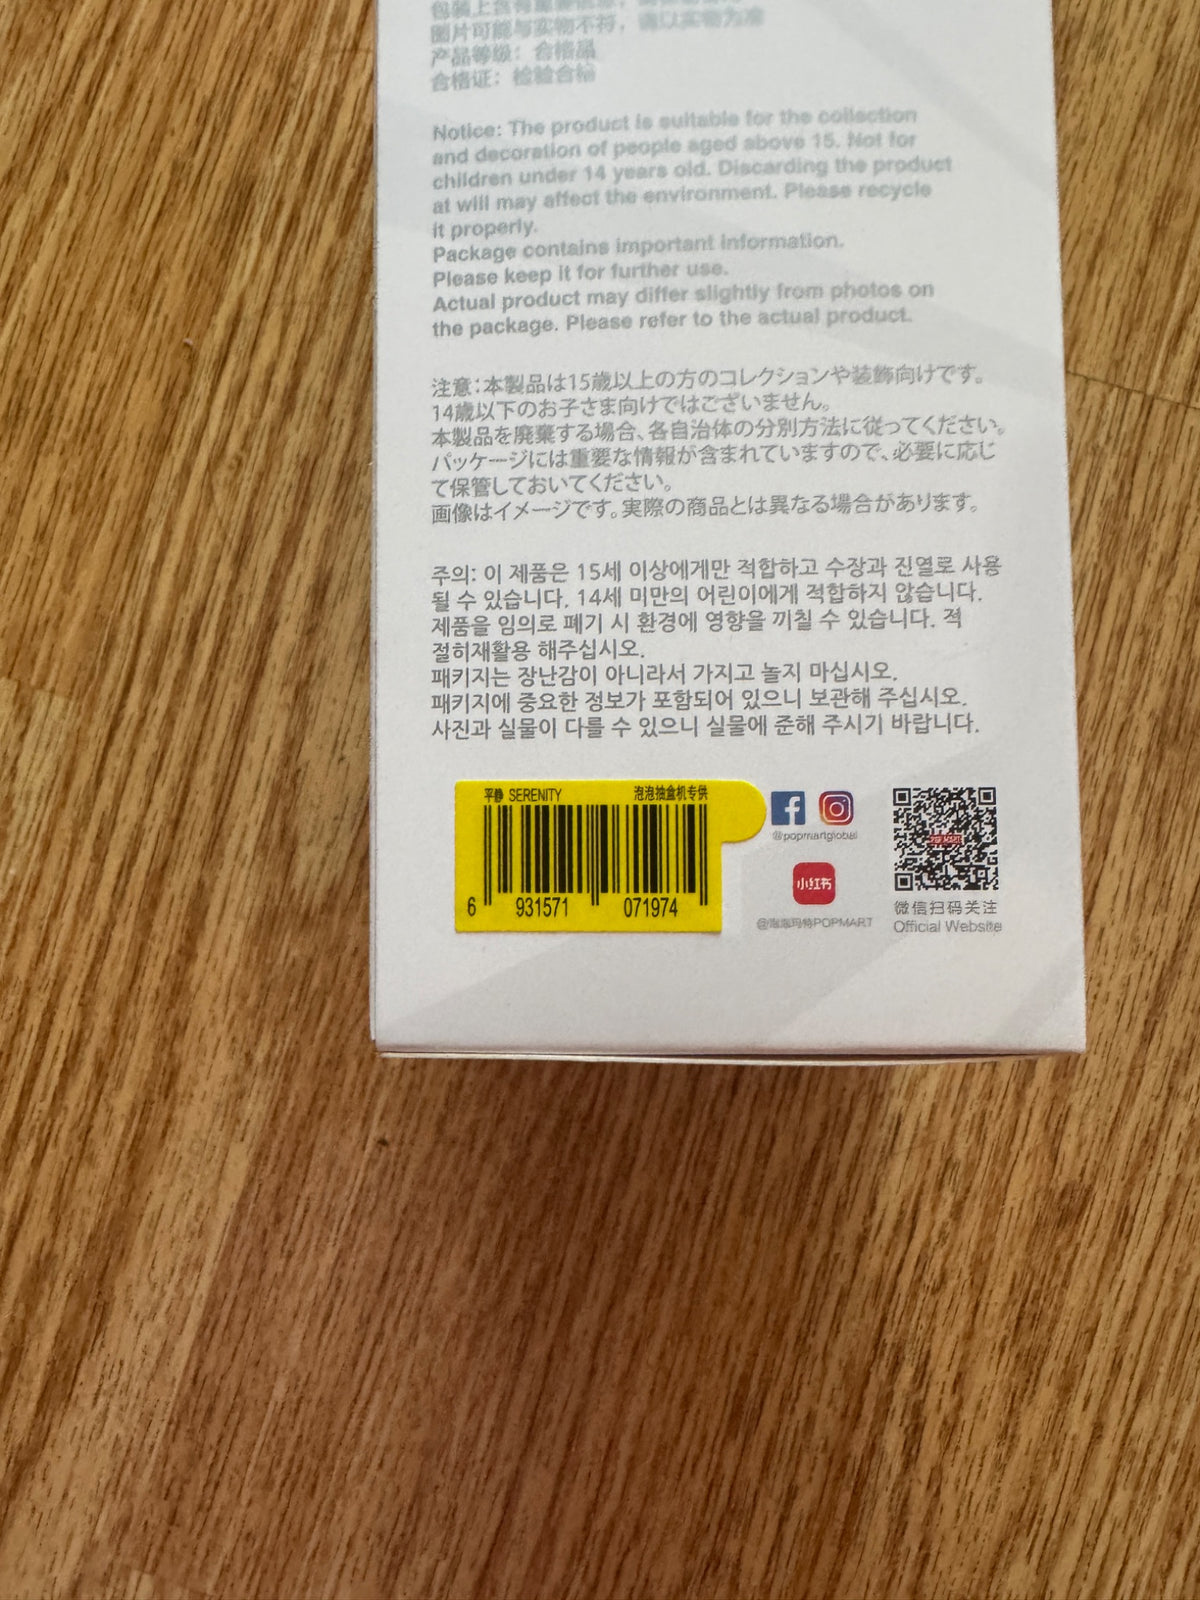 图片可能与实物不符，请以实物为准
产品等级：合格品
合格证：检验合格
Notice: The product is suitable for the collection
and decoration of people aged above 15. Not for
children under 14 years old. Discarding the product
at will may affect the environment. Please recycle
it properly.
Package contains important information.
Please keep it for further use.
Actual product may differ slightly from photos on
the package. Please refer to the actual product.
注意：本製品は15歳以上の方のコレクションや装飾向けです。
14歳以下のお子さま向けではございません。
本製品を廃棄する場合、各自治体の分別方法に従ってください。
パッケージには重要な情報が含まれていますので、必要に応じ
て保管しておいてください。
画像はイメージです。実際の商品とは異なる場合があります。
주의: 이 제품은 15세 이상에게만 적합하고 수장과 진열로 사용
될 수 있습니다. 14세 미만의 어린이에게 적합하지 않습니다.
제품을 임의로 폐기 시 환경에 영향을 끼칠 수 있습니다. 적
절히재활용 해주십시오.
패키지는 장난감이 아니라서 가지고 놀지 마십시오.
패키지에 중요한 정보가 포함되어 있으니 보관해 주십시오.
사진과 실물이 다를 수 있으니 실물에 준해 주시기 바랍니다.
平静 SERENITY 泡泡抽盒机专供
6 931571 071974
@popmartglobal
小红书
@泡泡玛特POPMART
POP MART
微信扫码关注
Official Website